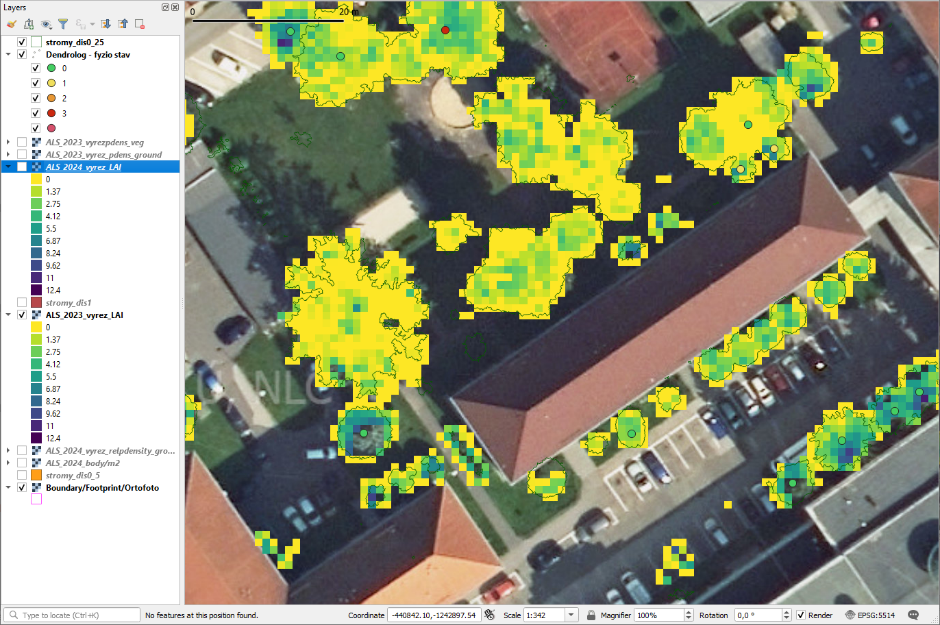 Layers
0
20 m
stromy_dis0_25
Dendrolog - fyzio stav
0
1
2
3
ALS_2023_vyrezpdens_veg
ALS_2023_vyrez_pdens_ground
ALS_2024_vyrez_LAI
0
1.37
2.75
4.12
5.5
6.87
8.24
9.62
11
12.4
stromy_dis1
ALS_2023_vyrez_LAI
0
1.37
2.75
4.12
5.5
6.87
8.24
9.62
11
12.4
ALS_2024_vyrez_relpdensity_gro...
ALS_2024_body/m2
stromy_dis0_5
Boundary/Footprint/Ortofoto
Type to locate (Ctrl+K)
No features at this position found.
Coordinate -440842.10,-1242897.54
Scale 1:342
Magnifier 100%
Rotation 0,0 °
Render
EPSG:5514